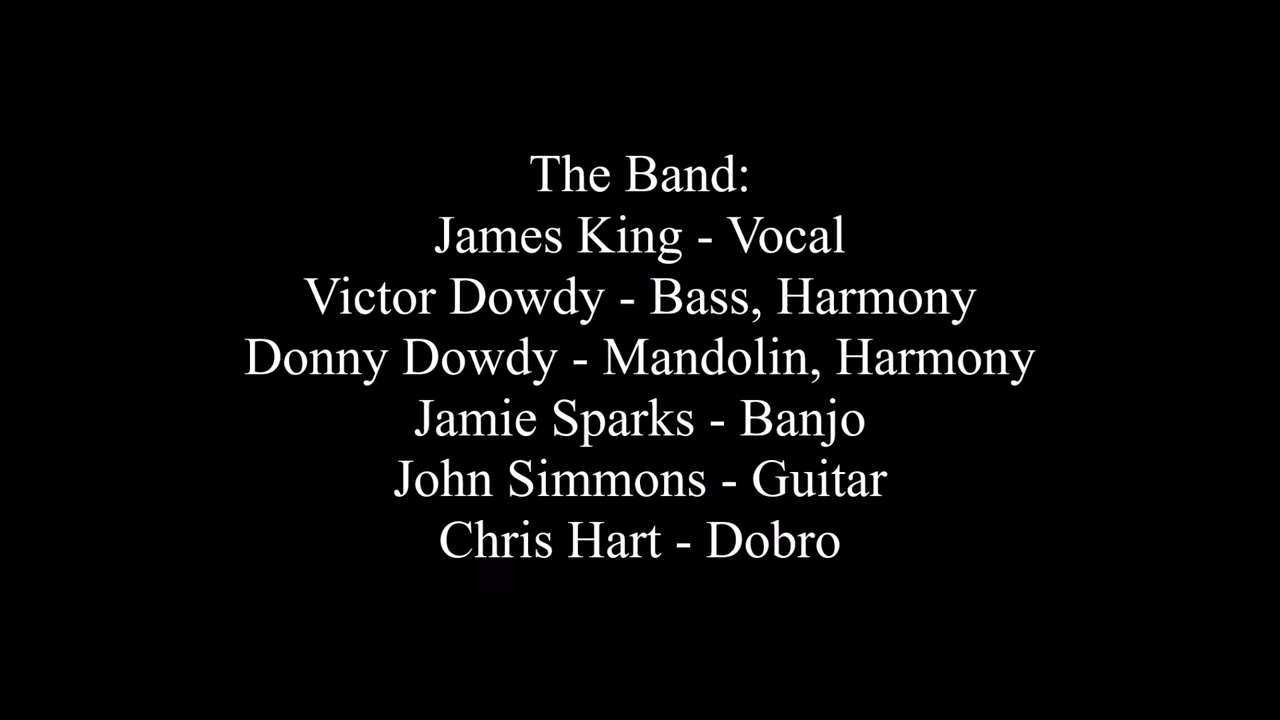 The Band:
James King - Vocal
Victor Dowdy - Bass, Harmony
Donny Dowdy - Mandolin, Harmony
Jamie Sparks - Banjo
John Simmons - Guitar
Chris Hart - Dobro